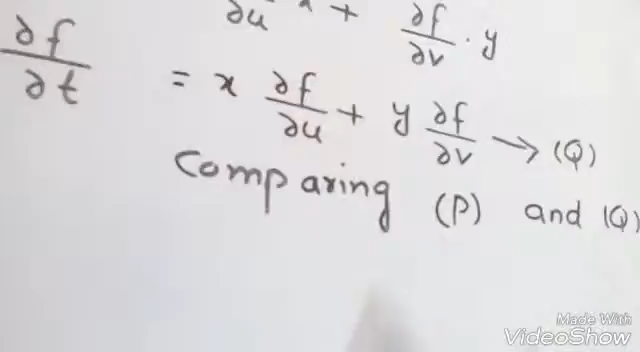 ∂u + ∂f/∂v · y
∂f/∂t = x ∂f/∂u + y ∂f/∂v → (Q)
Comparing (P) and (Q)
Made With
VideoShow